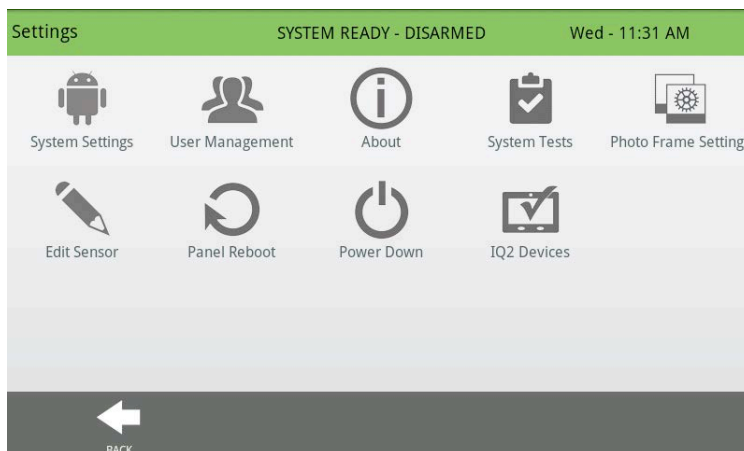 Settings SYSTEM READY - DISARMED Wed - 11:31 AM
System Settings User Management About System Tests Photo Frame Setting
Edit Sensor Panel Reboot Power Down IQ2 Devices
BACK